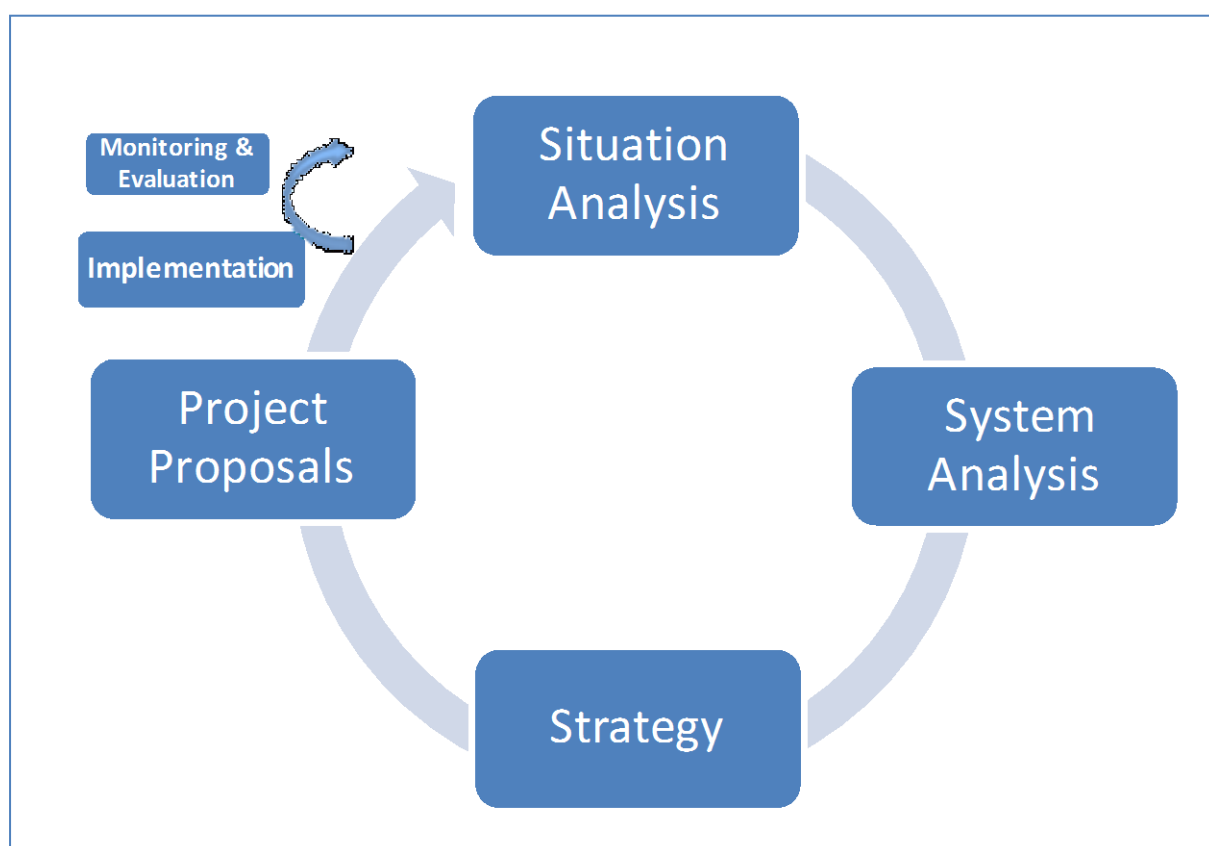 Situation
Analysis
Monitoring &
Evaluation
Implementation
Project
Proposals
System
Analysis
Strategy